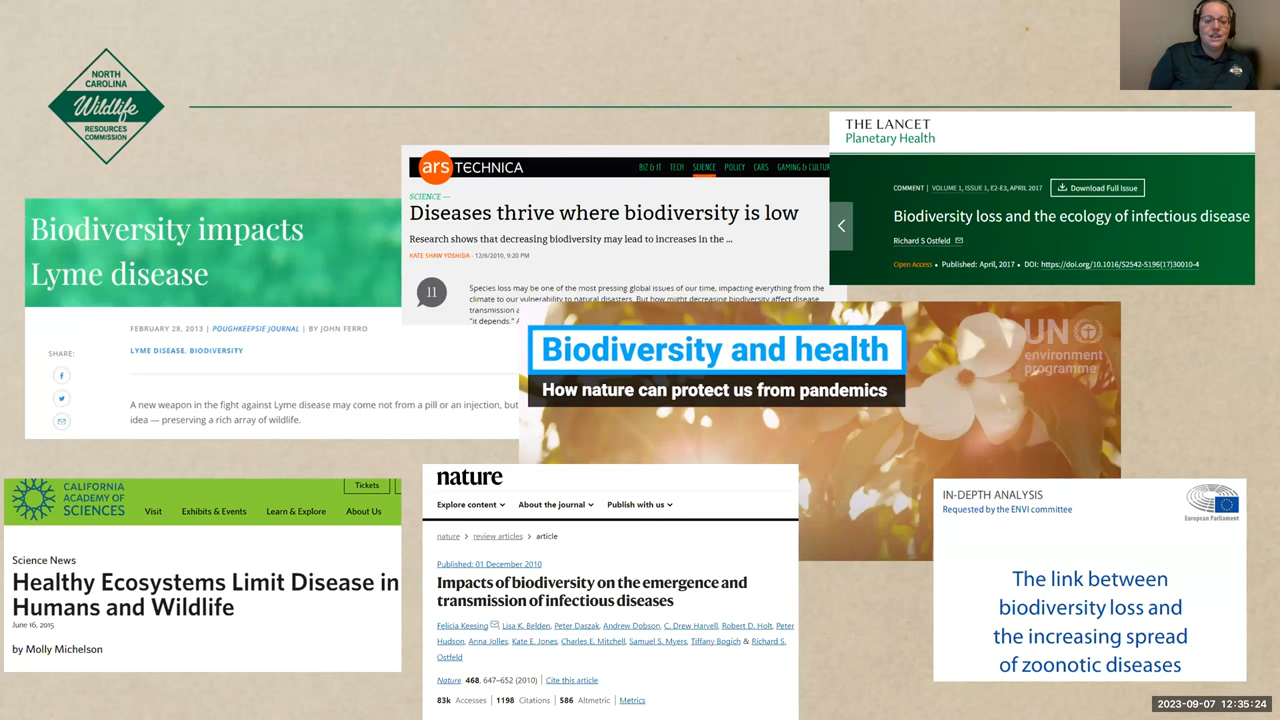 NORTH
CAROLINA
Wildlife
RESOURCES
COMMISSION
Biodiversity impacts
Lyme disease
FEBRUARY 28, 2013 | POUGHKEEPSIE JOURNAL | BY JOHN FERRO
SHARE:
LYME DISEASE, BIODIVERSITY
A new weapon in the fight against Lyme disease may come not from a pill or an injection, but
idea — preserving a rich array of wildlife.
ars TECHNICA
BIZ & IT TECH SCIENCE POLICY CARS GAMING & CULTUR
SCIENCE —
Diseases thrive where biodiversity is low
Research shows that decreasing biodiversity may lead to increases in the ...
KATE SHAW YOSHIDA - 12/6/2010, 9:20 PM
11
Species loss may be one of the most pressing global issues of our time, impacting everything from the
climate to our vulnerability to natural disasters. But how might decreasing biodiversity affect disease
transmission
"it depends."
THE LANCET
Planetary Health
COMMENT | VOLUME 1, ISSUE 1, E2-E3, APRIL 2017 Download Full Issue
Biodiversity loss and the ecology of infectious disease
Richard S Ostfeld
Open Access • Published: April, 2017 • DOI: https://doi.org/10.1016/S2542-5196(17)30010-4
Biodiversity and health
How nature can protect us from pandemics
UN
environment
programme
CALIFORNIA
ACADEMY OF
SCIENCES
Tickets
Visit Exhibits & Events Learn & Explore About Us
Science News
Healthy Ecosystems Limit Disease in
Humans and Wildlife
June 16, 2015
by Molly Michelson
nature
Explore content About the journal Publish with us
nature > review articles > article
Published: 01 December 2010
Impacts of biodiversity on the emergence and
transmission of infectious diseases
Felicia Keesing, Lisa K. Belden, Peter Daszak, Andrew Dobson, C. Drew Harvell, Robert D. Holt, Peter
Hudson, Anna Jolles, Kate E. Jones, Charles E. Mitchell, Samuel S. Myers, Tiffany Bogich & Richard S.
Ostfeld
Nature 468, 647–652 (2010) | Cite this article
83k Accesses | 1198 Citations | 586 Altmetric | Metrics
IN-DEPTH ANALYSIS
Requested by the ENVI committee
European Parliament
The link between
biodiversity loss and
the increasing spread
of zoonotic diseases
2023-09-07 12:35:24